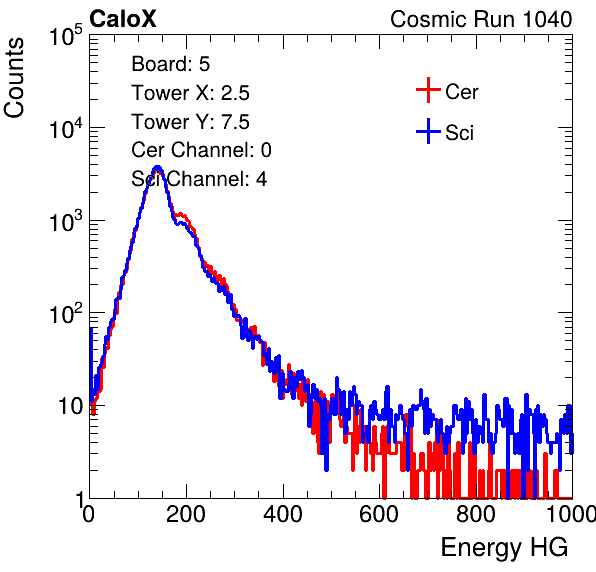 CaloX Cosmic Run 1040
Counts
Board: 5
Tower X: 2.5
Tower Y: 7.5
Cer Channel: 0
Sci Channel: 4
Cer
Sci
10^5
10^4
10^3
10^2
10
1
0 200 400 600 800 1000
Energy HG